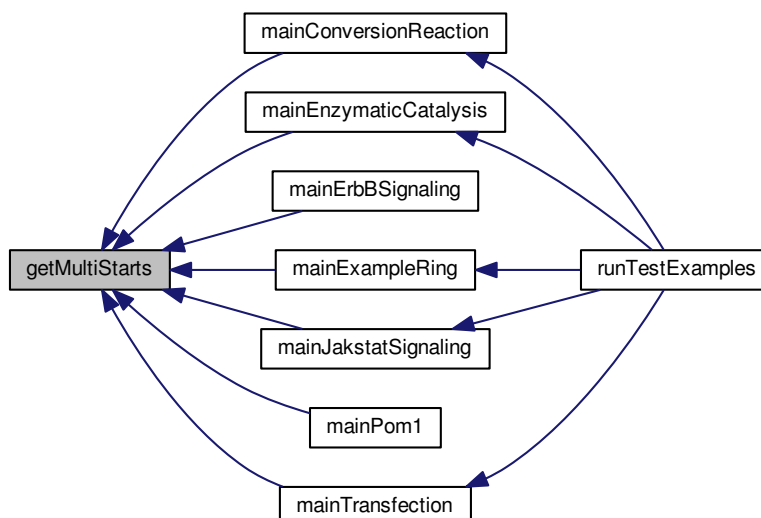 mainConversionReaction
mainEnzymaticCatalysis
mainErbBSignaling
getMultiStarts
mainExampleRing
runTestExamples
mainJakstatSignaling
mainPom1
mainTransfection